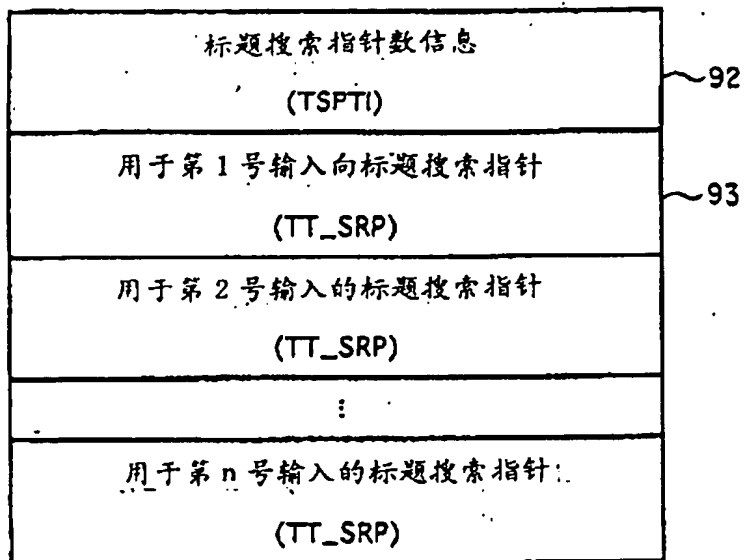 标题搜索指针数信息
(TSPTI)
92
用于第1号输入向标题搜索指针
(TT_SRP)
93
用于第2号输入的标题搜索指针
(TT_SRP)
⋮
用于第n号输入的标题搜索指针
(TT_SRP)